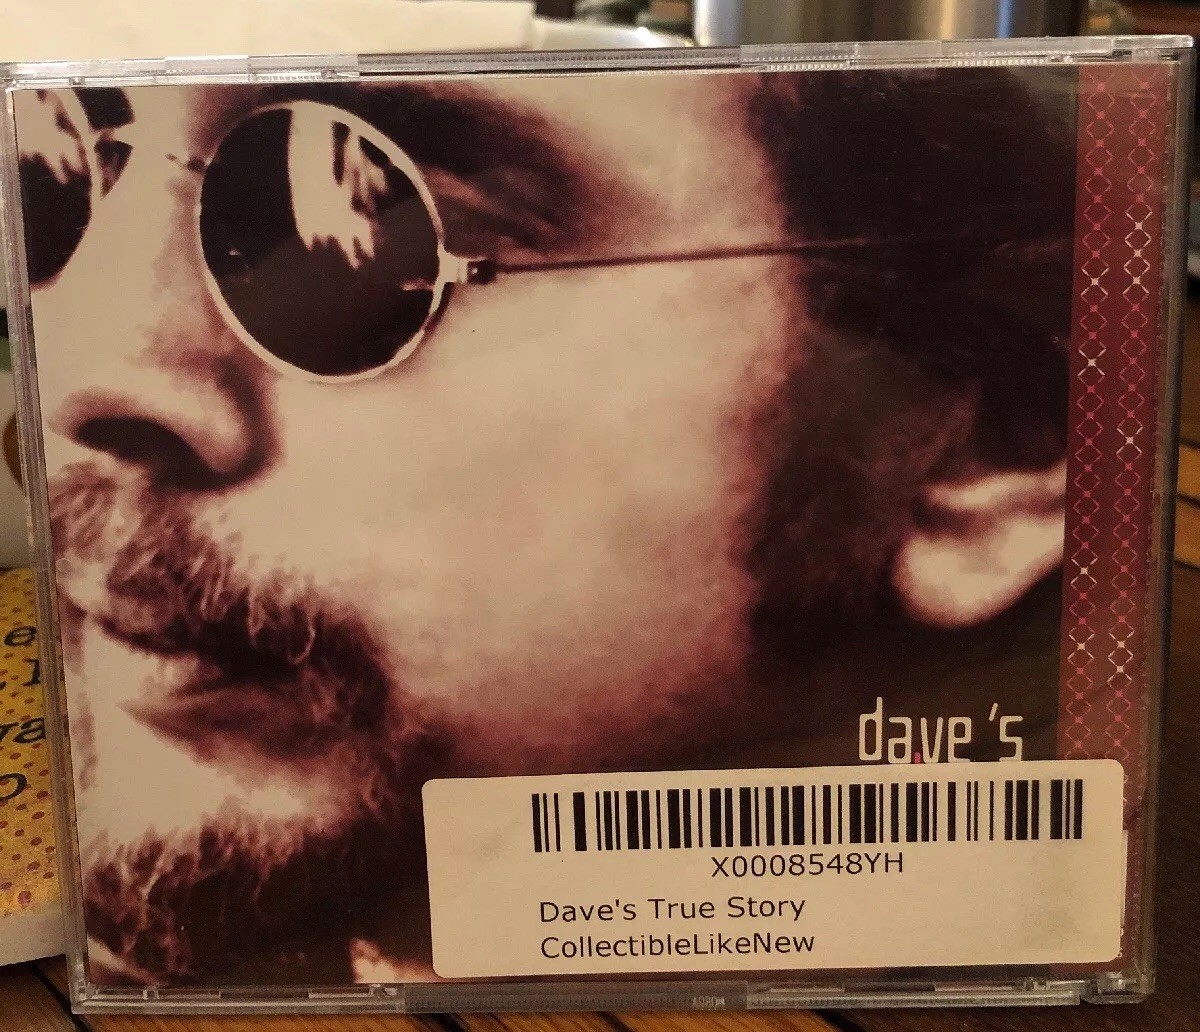 dave's
X0008548YH
Dave's True Story
CollectibleLikeNew